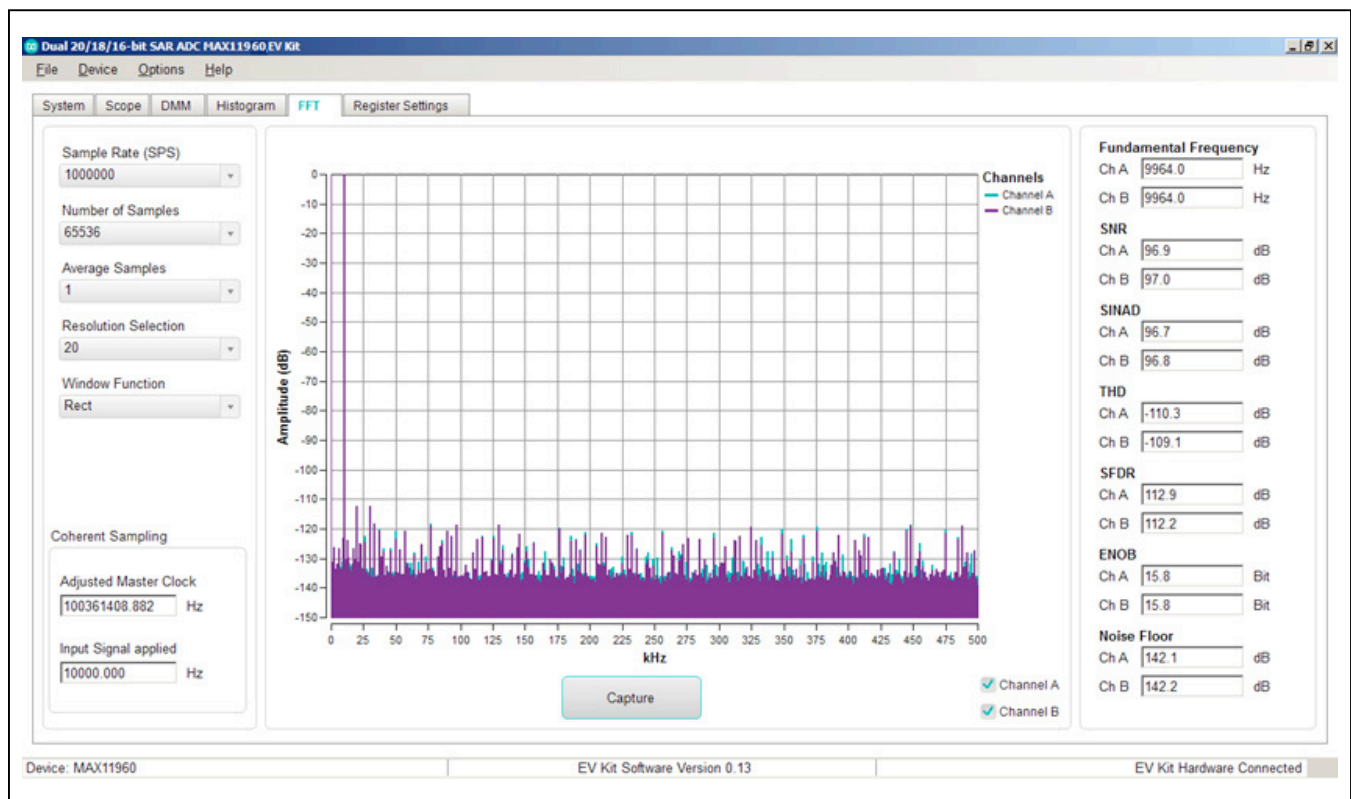 Dual 20/18/16-bit SAR ADC MAX11960,EV Kit
File Device Options Help
System Scope DMM Histogram FFT Register Settings
Sample Rate (SPS)
1000000
Number of Samples
65536
Average Samples
1
Resolution Selection
20
Window Function
Rect
Coherent Sampling
Adjusted Master Clock
100361408.882 Hz
Input Signal applied
10000.000 Hz
Amplitude (dB)
0
-10
-20
-30
-40
-50
-60
-70
-80
-90
-100
-110
-120
-130
-140
-150
0 25 50 75 100 125 150 175 200 225 250 275 300 325 350 375 400 425 450 475 500
kHz
Channels
Channel A
Channel B
Capture
Channel A
Channel B
Fundamental Frequency
Ch A 9964.0 Hz
Ch B 9964.0 Hz
SNR
Ch A 96.9 dB
Ch B 97.0 dB
SINAD
Ch A 96.7 dB
Ch B 96.8 dB
THD
Ch A -110.3 dB
Ch B -109.1 dB
SFDR
Ch A 112.9 dB
Ch B 112.2 dB
ENOB
Ch A 15.8 Bit
Ch B 15.8 Bit
Noise Floor
Ch A 142.1 dB
Ch B 142.2 dB
Device: MAX11960 EV Kit Software Version 0.13 EV Kit Hardware Connected